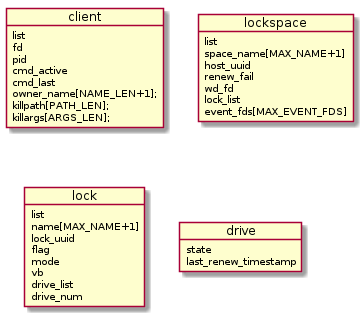 client
list
fd
pid
cmd_active
cmd_last
owner_name[NAME_LEN+1];
killpath[PATH_LEN];
killargs[ARGS_LEN];
lockspace
list
space_name[MAX_NAME+1]
host_uuid
renew_fail
wd_fd
lock_list
event_fds[MAX_EVENT_FDS]
lock
list
name[MAX_NAME+1]
lock_uuid
flag
mode
vb
drive_list
drive_num
drive
state
last_renew_timestamp